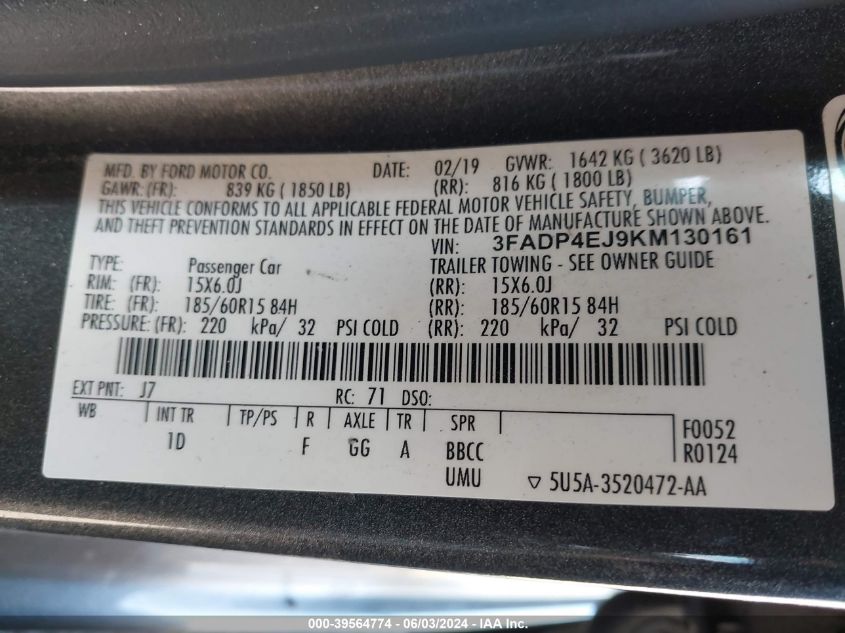 MFD. BY FORD MOTOR CO. DATE: 02/19 GVWR: 1642 KG ( 3620 LB)
GAWR: (FR): 839 KG ( 1850 LB) (RR): 816 KG ( 1800 LB)
THIS VEHICLE CONFORMS TO ALL APPLICABLE FEDERAL MOTOR VEHICLE SAFETY, BUMPER,
AND THEFT PREVENTION STANDARDS IN EFFECT ON THE DATE OF MANUFACTURE SHOWN ABOVE.
VIN: 3FADP4EJ9KM130161
TYPE: Passenger Car TRAILER TOWING - SEE OWNER GUIDE
RIM: (FR): 15X6.0J (RR): 15X6.0J
TIRE: (FR): 185/60R15 84H (RR): 185/60R15 84H
PRESSURE: (FR): 220 kPa/ 32 PSI COLD (RR): 220 kPa/ 32 PSI COLD
EXT PNT: J7 RC: 71 DSO:
WB INT TR TP/PS R AXLE TR SPR F0052
1D F GG A BBCC R0124
UMU ▽ 5U5A-3520472-AA
000-39564774 | 06/03/2024 - IAA Inc.